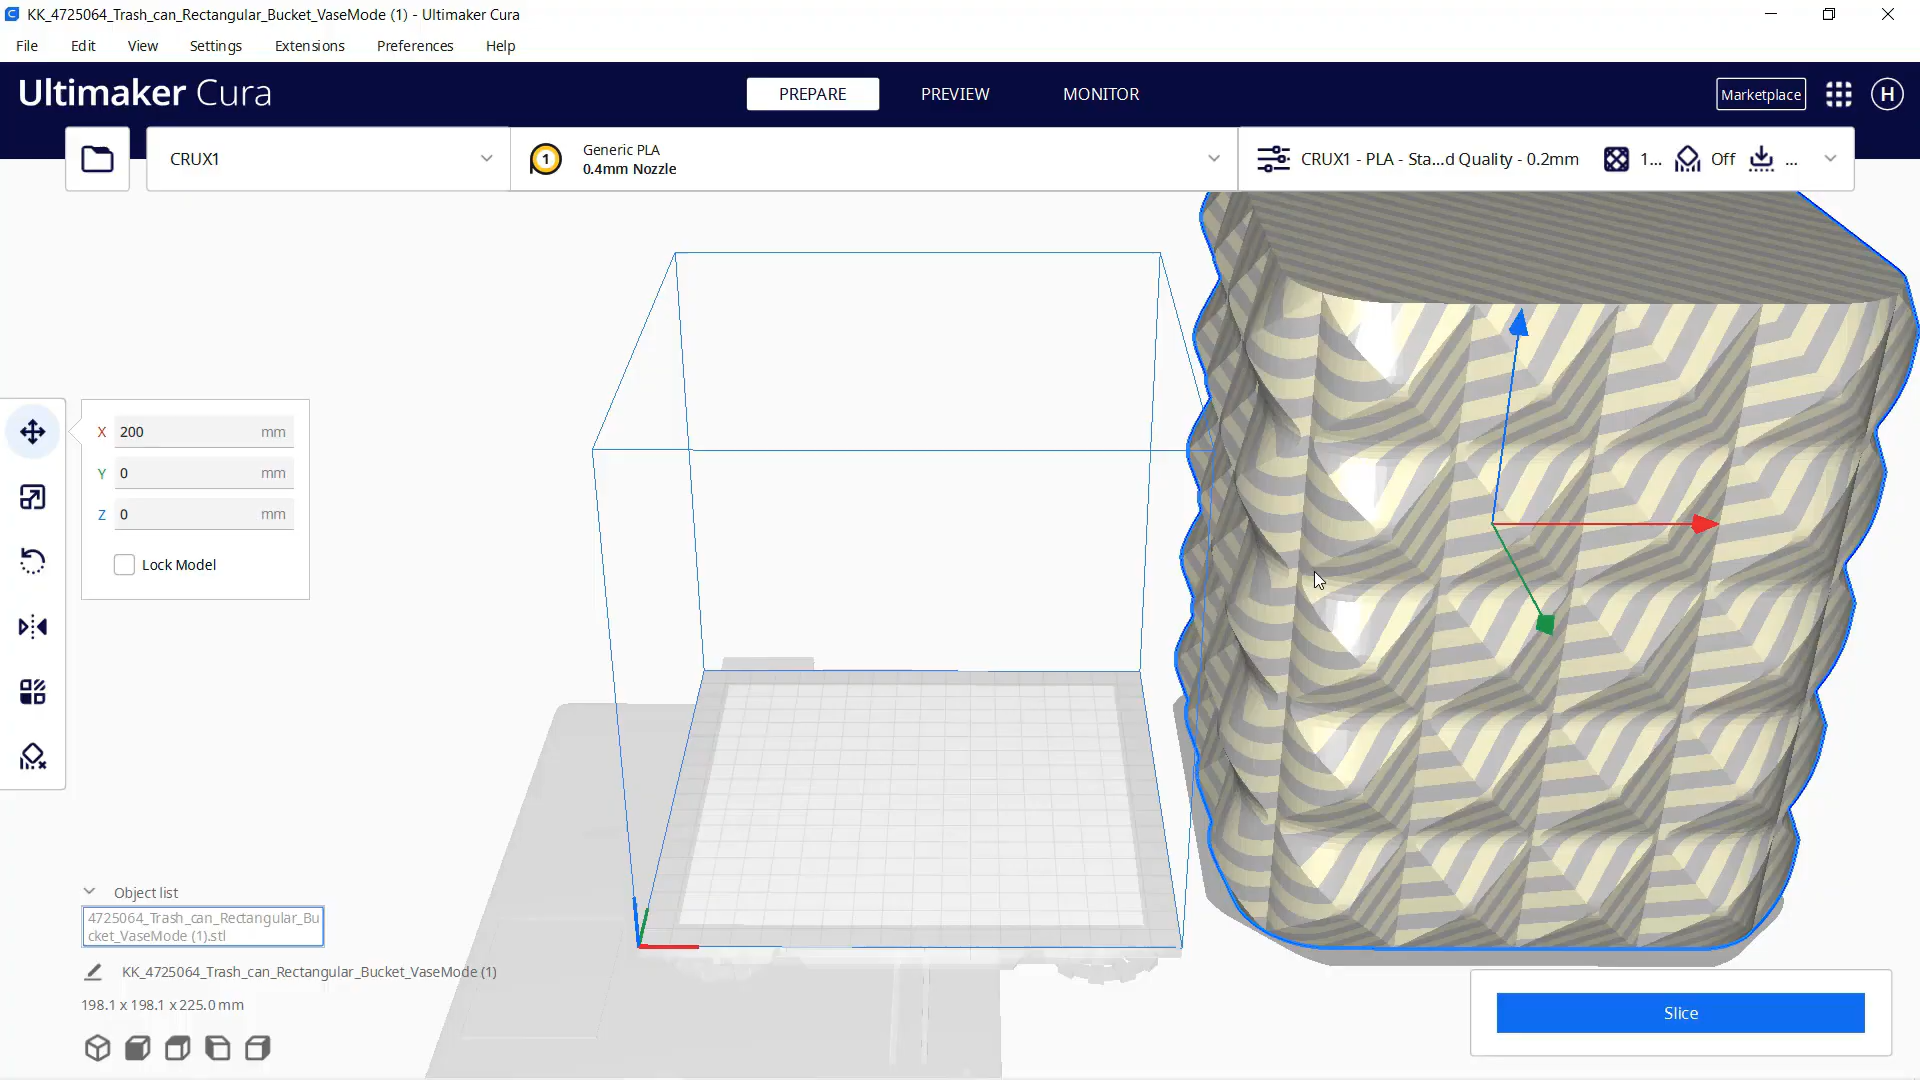 KK_4725064_Trash_can_Rectangular_Bucket_VaseMode (1) - Ultimaker Cura
File Edit View Settings Extensions Preferences Help
Ultimaker Cura
PREPARE PREVIEW MONITOR
Marketplace
H
CRUX1
1
Generic PLA
0.4mm Nozzle
CRUX1 - PLA - Sta...d Quality - 0.2mm 1... Off ...
X 200 mm
Y 0 mm
Z 0 mm
Lock Model
Object list
4725064_Trash_can_Rectangular_Bu
cket_VaseMode (1).stl
KK_4725064_Trash_can_Rectangular_Bucket_VaseMode (1)
198.1 x 198.1 x 225.0 mm
Slice